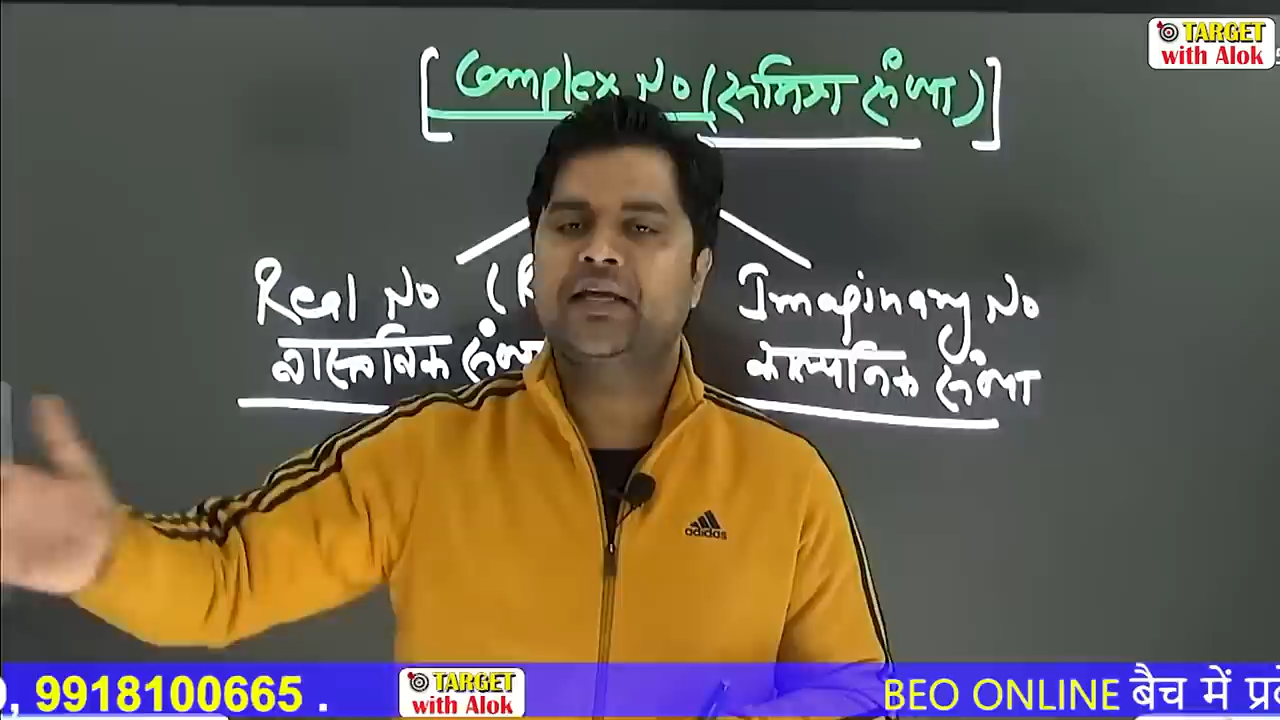 TARGET
with Alok
[Complex No (सम्मिश्र संख्या)]
Real No (R
Imaginary No
वास्तविक संख्या
काल्पनिक संख्या
adidas
, 9918100665 .
TARGET
with Alok
BEO ONLINE बैच में